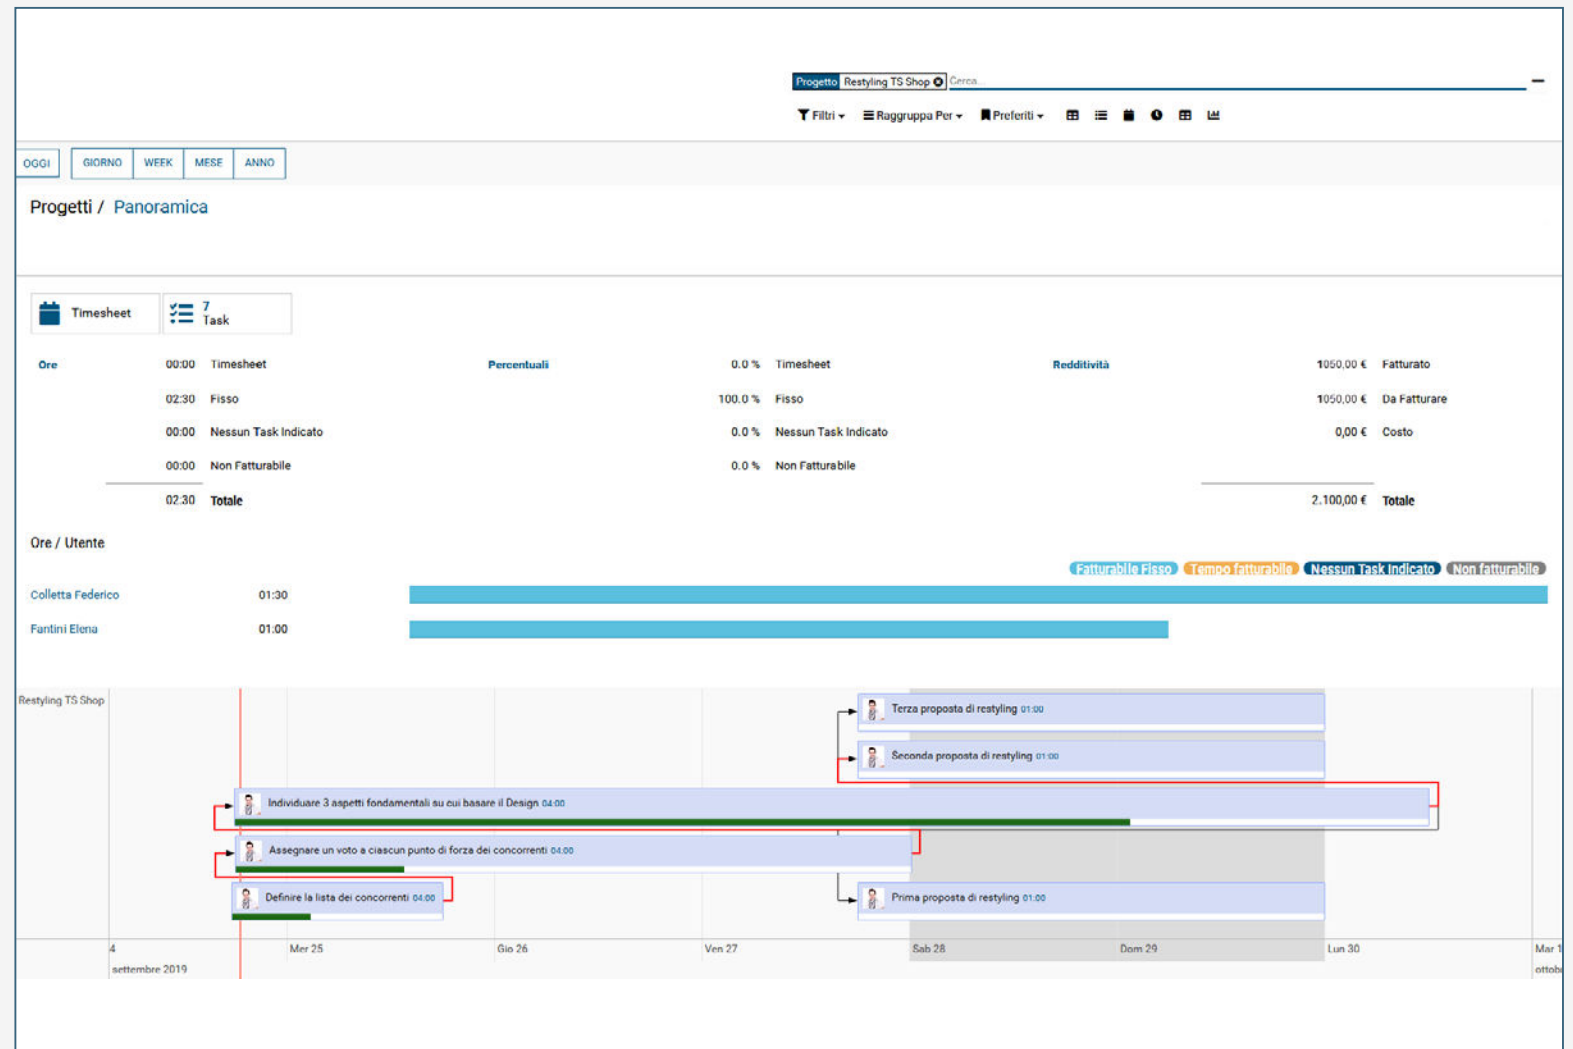 Progetto Restyling TS Shop Cerca...
Filtri Raggruppa Per Preferiti
OGGI GIORNO WEEK MESE ANNO
Progetti / Panoramica
Timesheet 7 Task
Ore 00:00 Timesheet Percentuali 0.0 % Timesheet Redditività 1050,00 € Fatturato
02:30 Fisso 100.0 % Fisso 1050,00 € Da Fatturare
00:00 Nessun Task Indicato 0.0 % Nessun Task Indicato 0,00 € Costo
00:00 Non Fatturabile 0.0 % Non Fatturabile
02:30 Totale 2.100,00 € Totale
Ore / Utente
Fatturabile Fisso Tempo fatturabile Nessun Task Indicato Non fatturabile
Colletta Federico 01:30
Fantini Elena 01:00
Restyling TS Shop
Terza proposta di restyling 01:00
Seconda proposta di restyling 01:00
Individuare 3 aspetti fondamentali su cui basare il Design 04:00
Assegnare un voto a ciascun punto di forza dei concorrenti 04:00
Definire la lista dei concorrenti 04:00 Prima proposta di restyling 01:00
4 Mer 25 Gio 26 Ven 27 Sab 28 Dom 29 Lun 30 Mar 1
settembre 2019 ottob